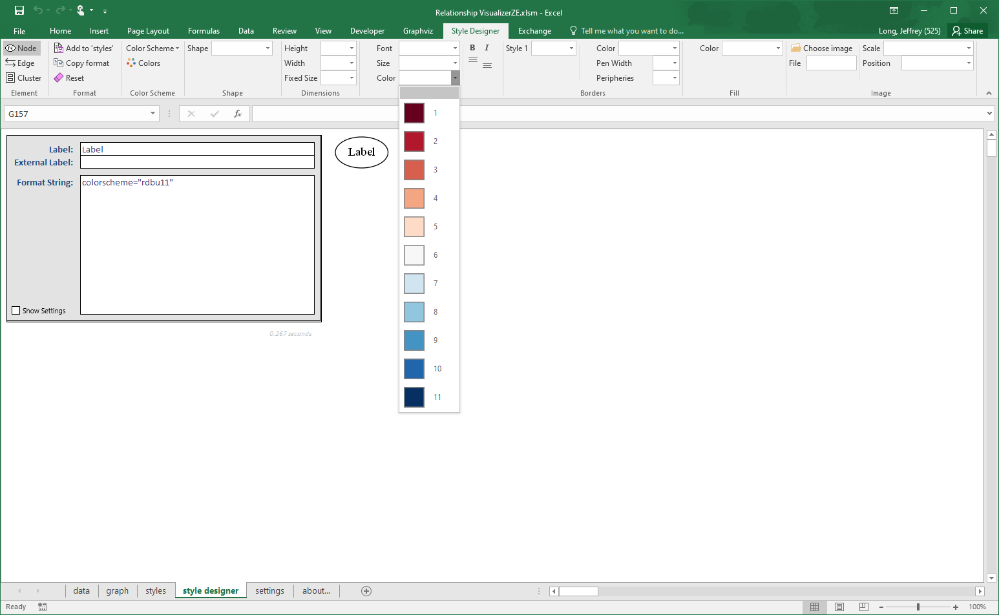 Relationship VisualizerZE.xlsm - Excel
File Home Insert Page Layout Formulas Data Review View Developer Graphviz Style Designer Exchange Tell me what you want to do... Long, Jeffrey (525) Share
N Node Add to 'styles' Color Scheme Shape Height Font B I Style 1 Color Color Choose image Scale
Edge Copy format Colors Width Size Pen Width File Position
Cluster Reset Fixed Size Color Peripheries
Element Format Color Scheme Shape Dimensions Borders Fill Image
G157 fx
1
2
3
4
5
6
7
8
9
10
11
Label: Label
External Label:
Format String: colorscheme="rdbu11"
Show Settings
0.267 seconds
Label
data graph styles style designer settings about...
Ready 100%